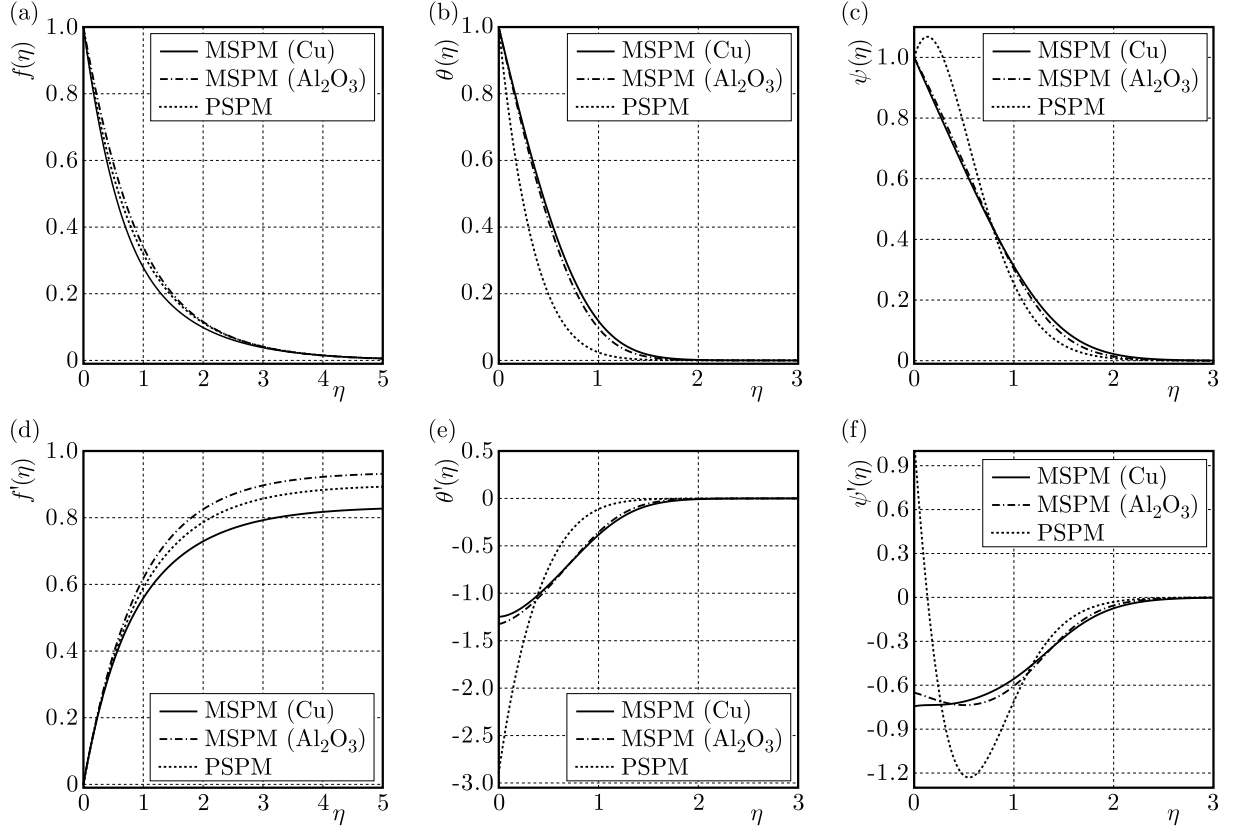 (a)
f(η)
1.0
0.8
0.6
0.4
0.2
0
0 1 2 3 4 5
η
MSPM (Cu)
MSPM (Al₂O₃)
PSPM
(b)
θ(η)
1.0
0.8
0.6
0.4
0.2
0
0 1 2 3
η
MSPM (Cu)
MSPM (Al₂O₃)
PSPM
(c)
ψ(η)
1.0
0.8
0.6
0.4
0.2
0
0 1 2 3
η
MSPM (Cu)
MSPM (Al₂O₃)
PSPM
(d)
f'(η)
1.0
0.8
0.6
0.4
0.2
0
0 1 2 3 4 5
η
MSPM (Cu)
MSPM (Al₂O₃)
PSPM
(e)
θ'(η)
0.5
0
-0.5
-1.0
-1.5
-2.0
-2.5
-3.0
0 1 2 3
η
MSPM (Cu)
MSPM (Al₂O₃)
PSPM
(f)
ψ'(η)
0.9
0.6
0.3
0
-0.3
-0.6
-0.9
-1.2
0 1 2 3
η
MSPM (Cu)
MSPM (Al₂O₃)
PSPM